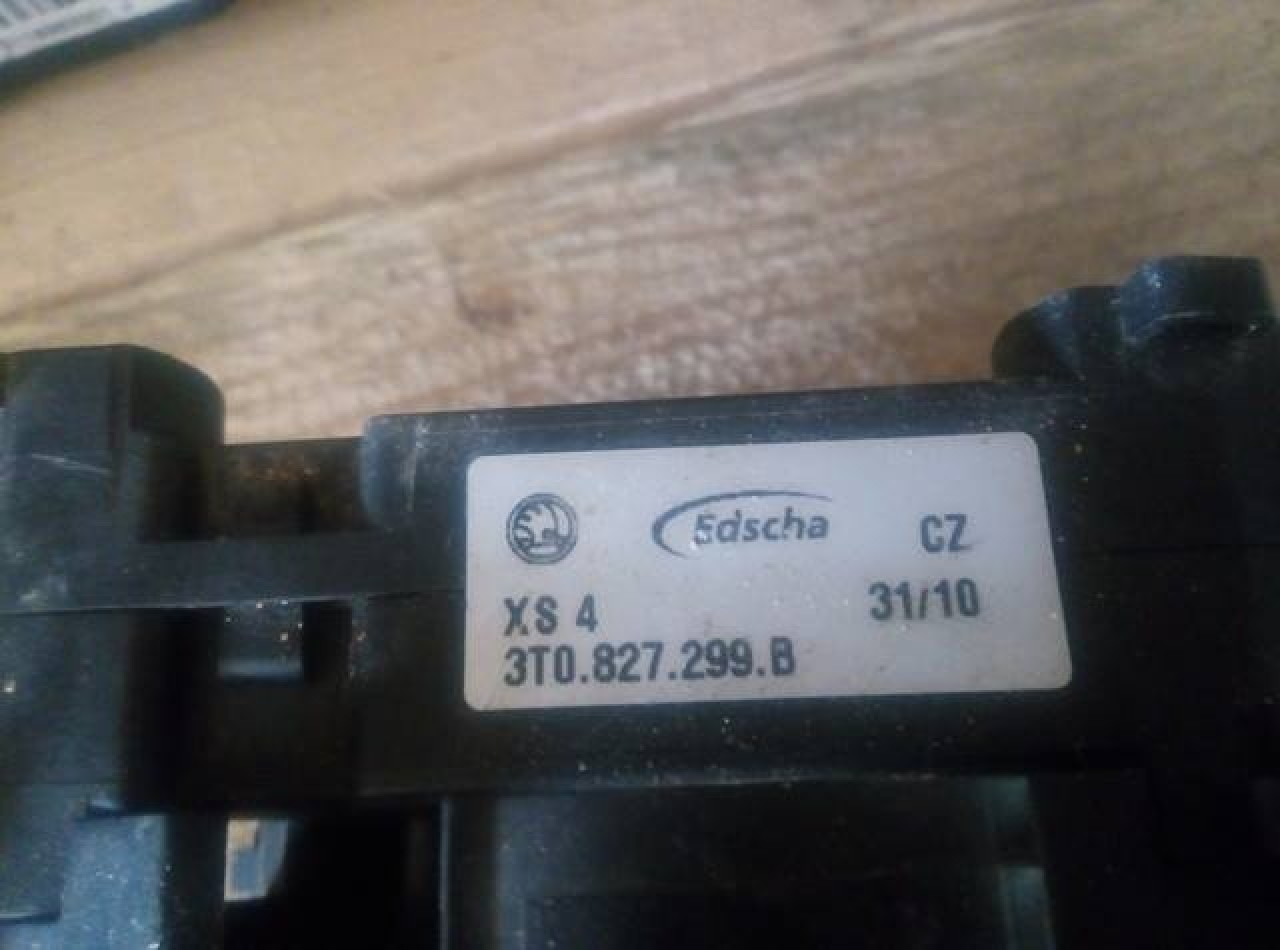 Edscha CZ
XS 4 31/10
3T0.827.299.B